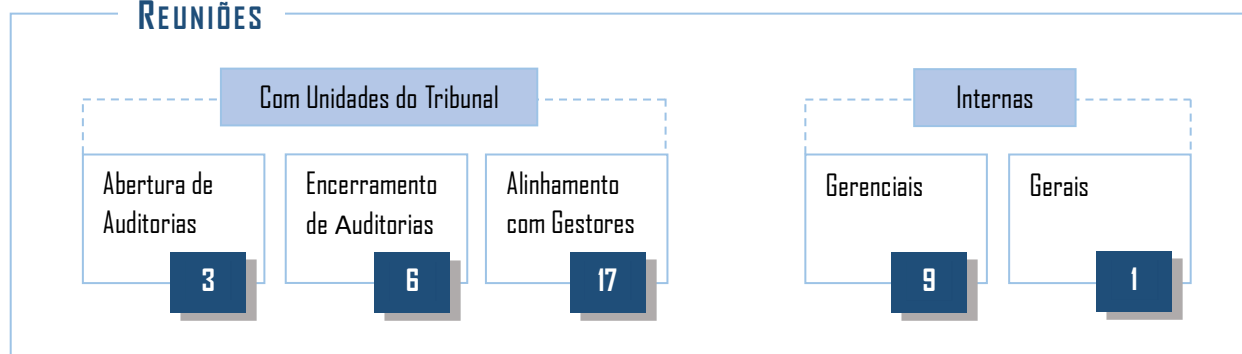 REUNIÕES
Com Unidades do Tribunal
Abertura de
Auditorias
3
Encerramento
de Auditorias
6
Alinhamento
com Gestores
17
Internas
Gerenciais
9
Gerais
1